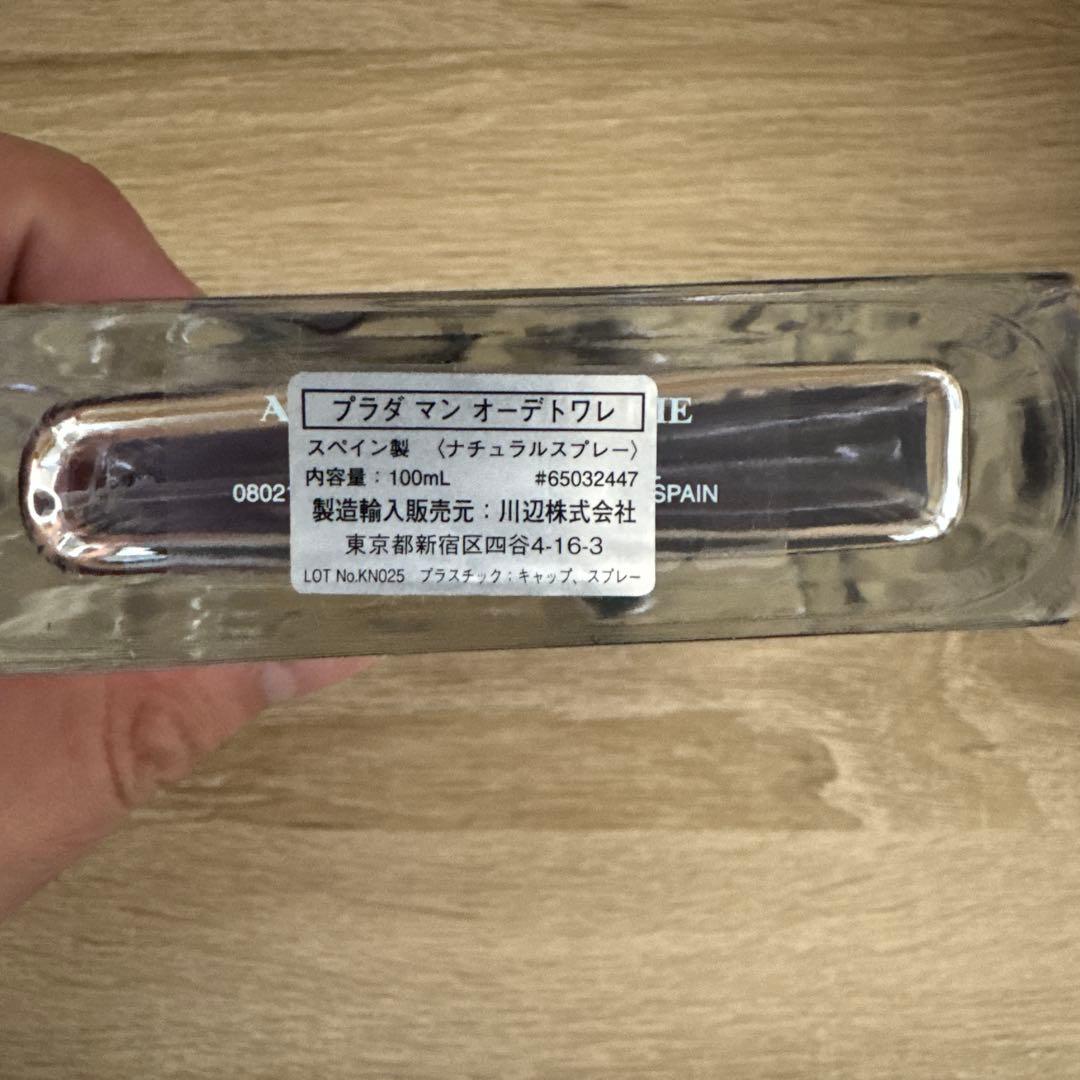 プラダ マン オーデトワレ
スペイン製 〈ナチュラルスプレー〉
内容量：100mL #65032447
製造輸入販売元：川辺株式会社
東京都新宿区四谷4-16-3
LOT No.KN025 プラスチック：キャップ、スプレー
SPAIN